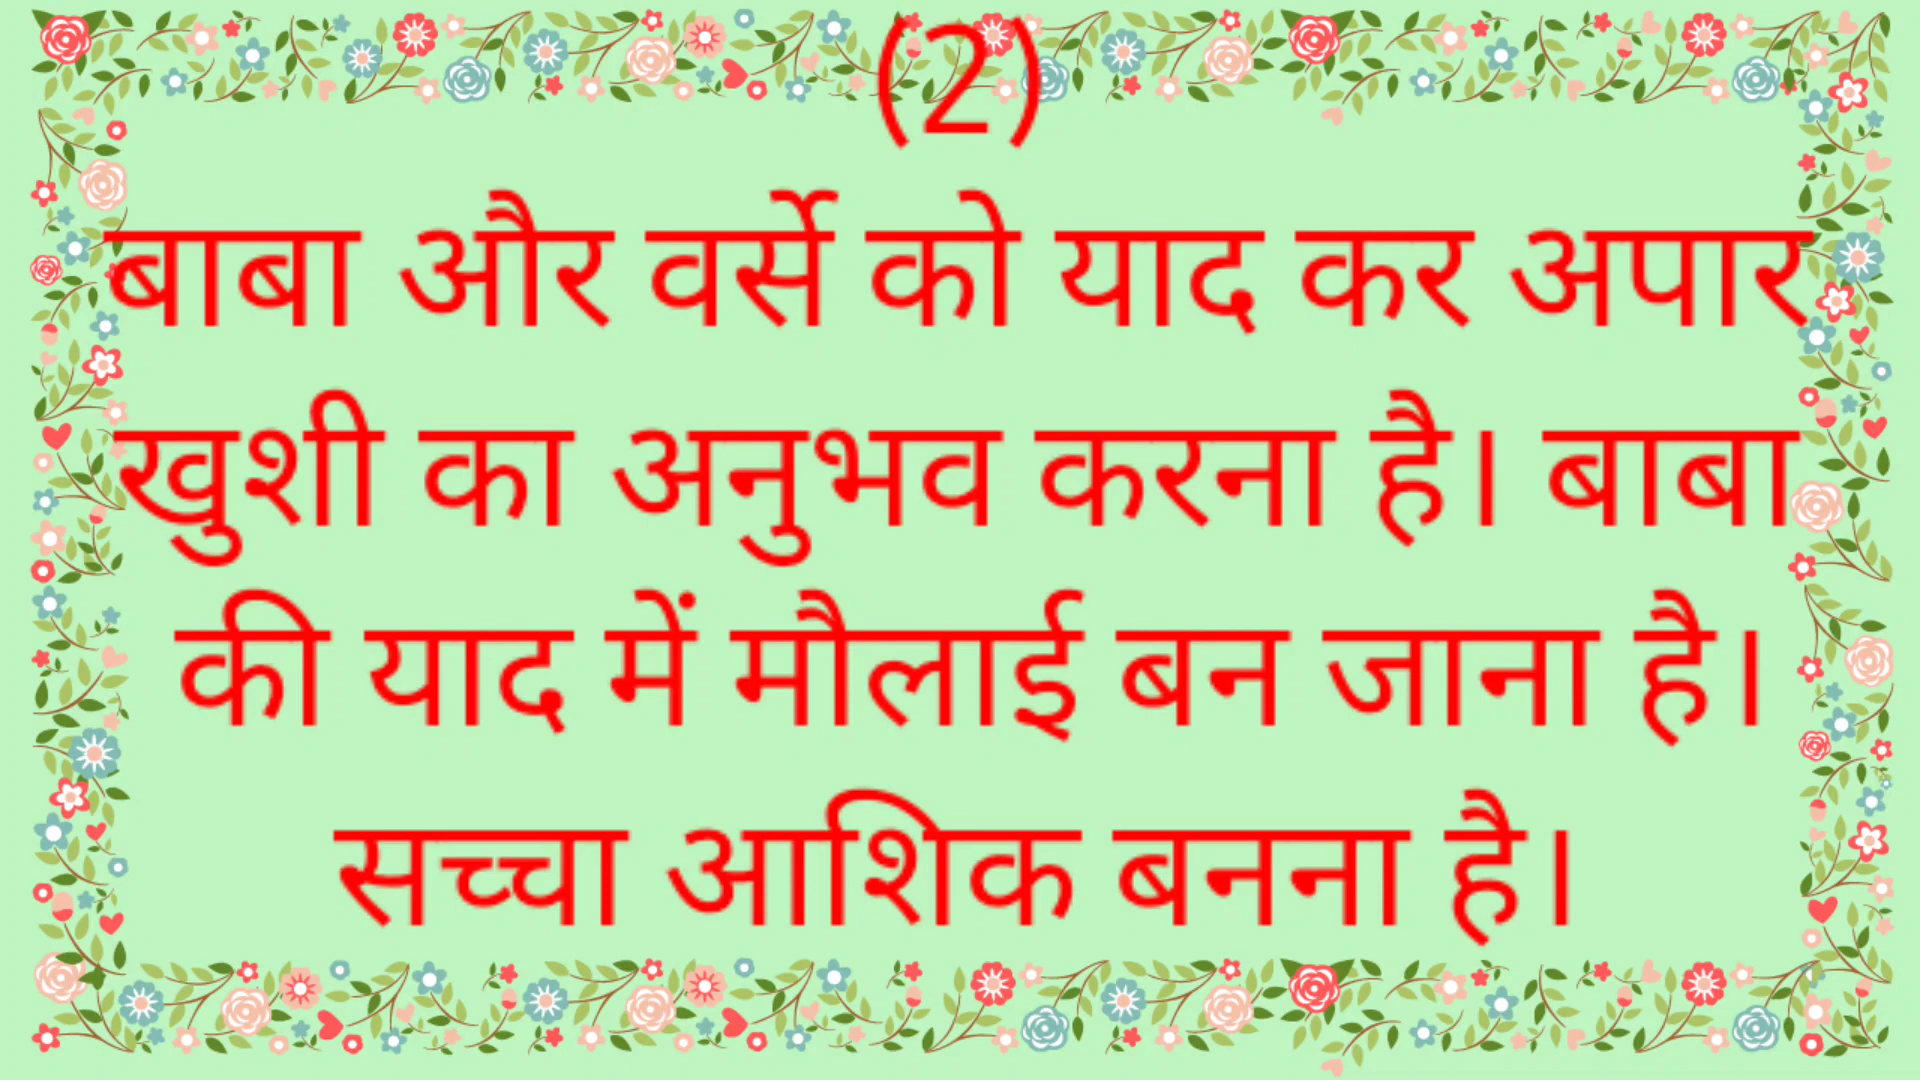 (2)
बाबा और वर्से को याद कर अपार
खुशी का अनुभव करना है। बाबा
की याद में मौलाई बन जाना है।
सच्चा आशिक बनना है।